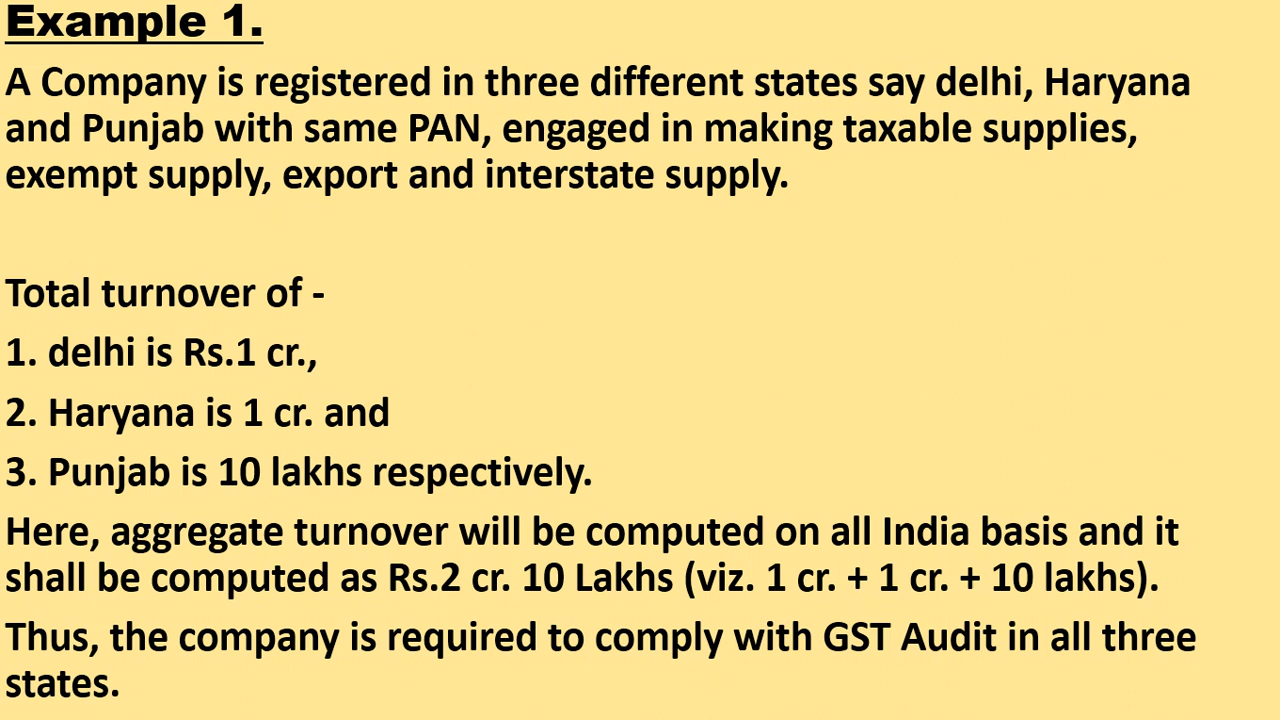 Example 1.
A Company is registered in three different states say delhi, Haryana
and Punjab with same PAN, engaged in making taxable supplies,
exempt supply, export and interstate supply.
Total turnover of -
1. delhi is Rs.1 cr.,
2. Haryana is 1 cr. and
3. Punjab is 10 lakhs respectively.
Here, aggregate turnover will be computed on all India basis and it
shall be computed as Rs.2 cr. 10 Lakhs (viz. 1 cr. + 1 cr. + 10 lakhs).
Thus, the company is required to comply with GST Audit in all three
states.